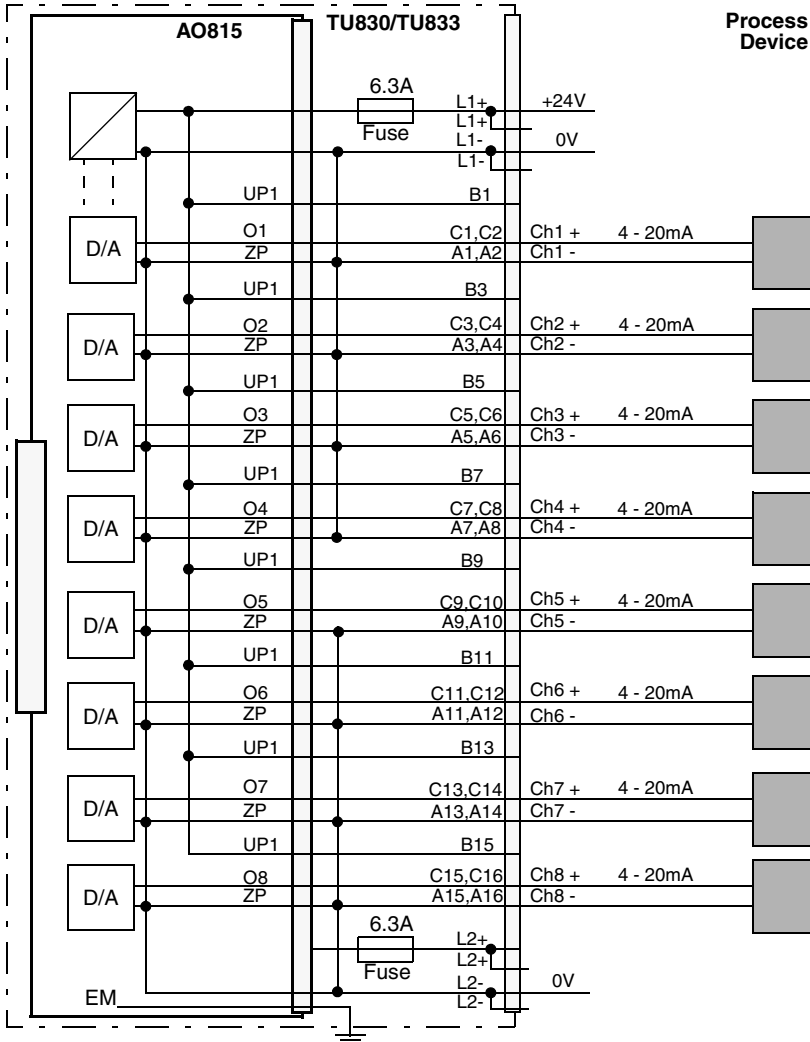 AO815
TU830/TU833
Process
Device
6.3A
Fuse
L1+
L1+
+24V
L1-
L1-
0V
UP1 B1
D/A
O1 C1,C2 Ch1 + 4 - 20mA
ZP A1,A2 Ch1 -
UP1 B3
D/A
O2 C3,C4 Ch2 + 4 - 20mA
ZP A3,A4 Ch2 -
UP1 B5
D/A
O3 C5,C6 Ch3 + 4 - 20mA
ZP A5,A6 Ch3 -
UP1 B7
D/A
O4 C7,C8 Ch4 + 4 - 20mA
ZP A7,A8 Ch4 -
UP1 B9
D/A
O5 C9,C10 Ch5 + 4 - 20mA
ZP A9,A10 Ch5 -
UP1 B11
D/A
O6 C11,C12 Ch6 + 4 - 20mA
ZP A11,A12 Ch6 -
UP1 B13
D/A
O7 C13,C14 Ch7 + 4 - 20mA
ZP A13,A14 Ch7 -
UP1 B15
D/A
O8 C15,C16 Ch8 + 4 - 20mA
ZP A15,A16 Ch8 -
6.3A
Fuse
L2+
L2+
L2-
L2-
0V
EM